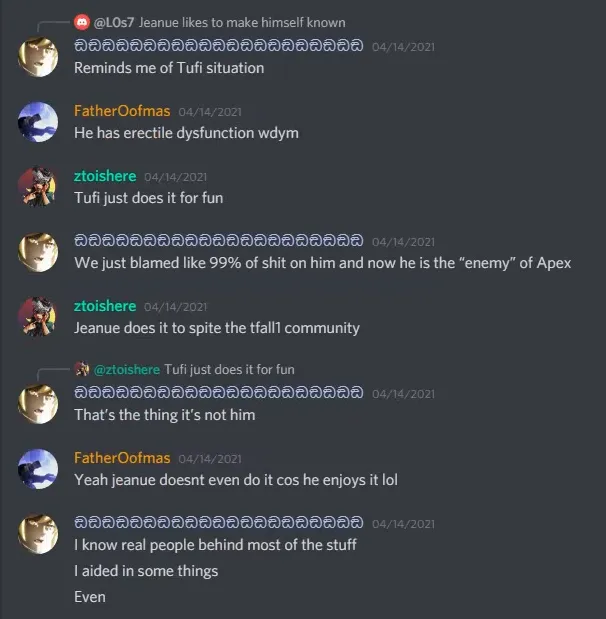 @L0s7 Jeanue likes to make himself known
ඞඞඞඞඞඞඞඞඞඞඞඞඞඞඞඞඞඞඞඞඞ 04/14/2021
Reminds me of Tufi situation
FatherOofmas 04/14/2021
He has erectile dysfunction wdym
ztoishere 04/14/2021
Tufi just does it for fun
ඞඞඞඞඞඞඞඞඞඞඞඞඞඞඞඞඞඞඞඞඞ 04/14/2021
We just blamed like 99% of shit on him and now he is the “enemy” of Apex
ztoishere 04/14/2021
Jeanue does it to spite the tfall1 community
@ztoishere Tufi just does it for fun
ඞඞඞඞඞඞඞඞඞඞඞඞඞඞඞඞඞඞඞඞඞ 04/14/2021
That's the thing it's not him
FatherOofmas 04/14/2021
Yeah jeanue doesnt even do it cos he enjoys it lol
ඞඞඞඞඞඞඞඞඞඞඞඞඞඞඞඞඞඞඞඞඞ 04/14/2021
I know real people behind most of the stuff
I aided in some things
Even